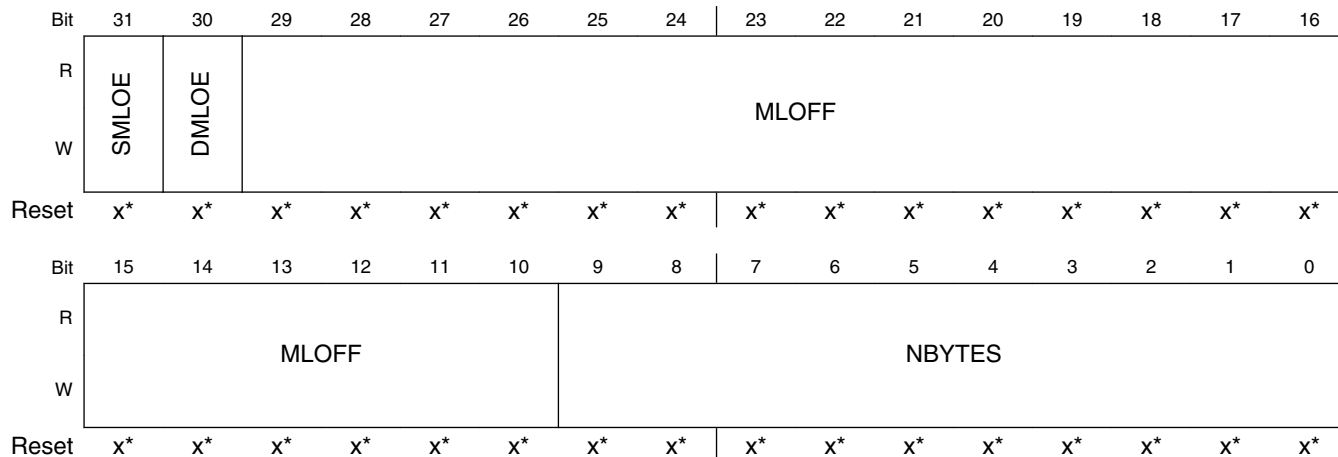 Bit 31 30 29 28 27 26 25 24 23 22 21 20 19 18 17 16
R
SMLOE DMLOE MLOFF
W
Reset x* x* x* x* x* x* x* x* x* x* x* x* x* x* x* x*
Bit 15 14 13 12 11 10 9 8 7 6 5 4 3 2 1 0
R
MLOFF NBYTES
W
Reset x* x* x* x* x* x* x* x* x* x* x* x* x* x* x* x*